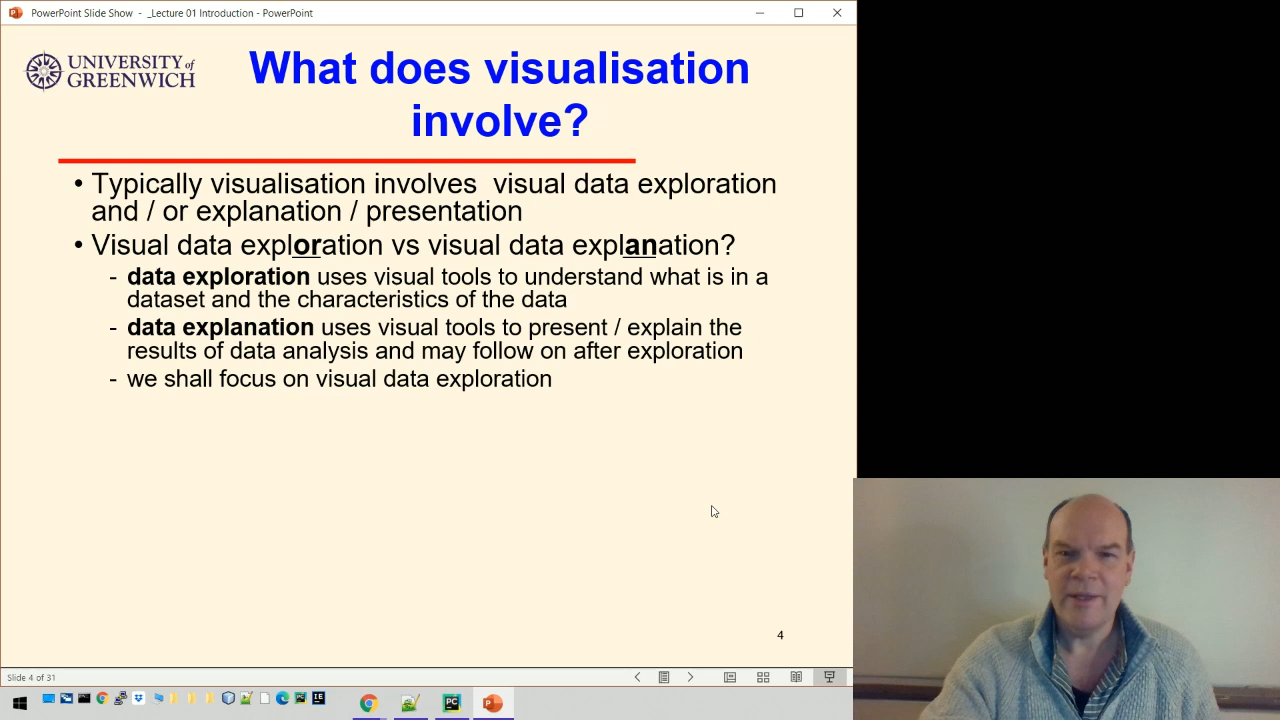 PowerPoint Slide Show - _Lecture 01 Introduction - PowerPoint
UNIVERSITY of
GREENWICH
What does visualisation
involve?
• Typically visualisation involves visual data exploration
and / or explanation / presentation
• Visual data exploration vs visual data explanation?
- data exploration uses visual tools to understand what is in a
dataset and the characteristics of the data
- data explanation uses visual tools to present / explain the
results of data analysis and may follow on after exploration
- we shall focus on visual data exploration
4
Slide 4 of 31
PC
IE
PC
P